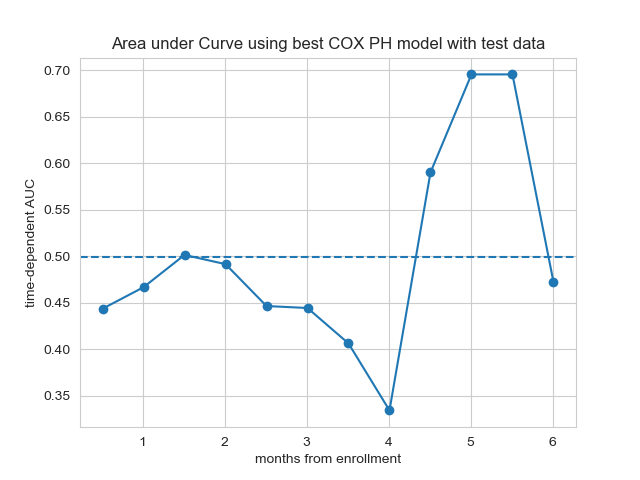 Area under Curve using best COX PH model with test data
time-dependent AUC
0.70
0.65
0.60
0.55
0.50
0.45
0.40
0.35
1 2 3 4 5 6
months from enrollment